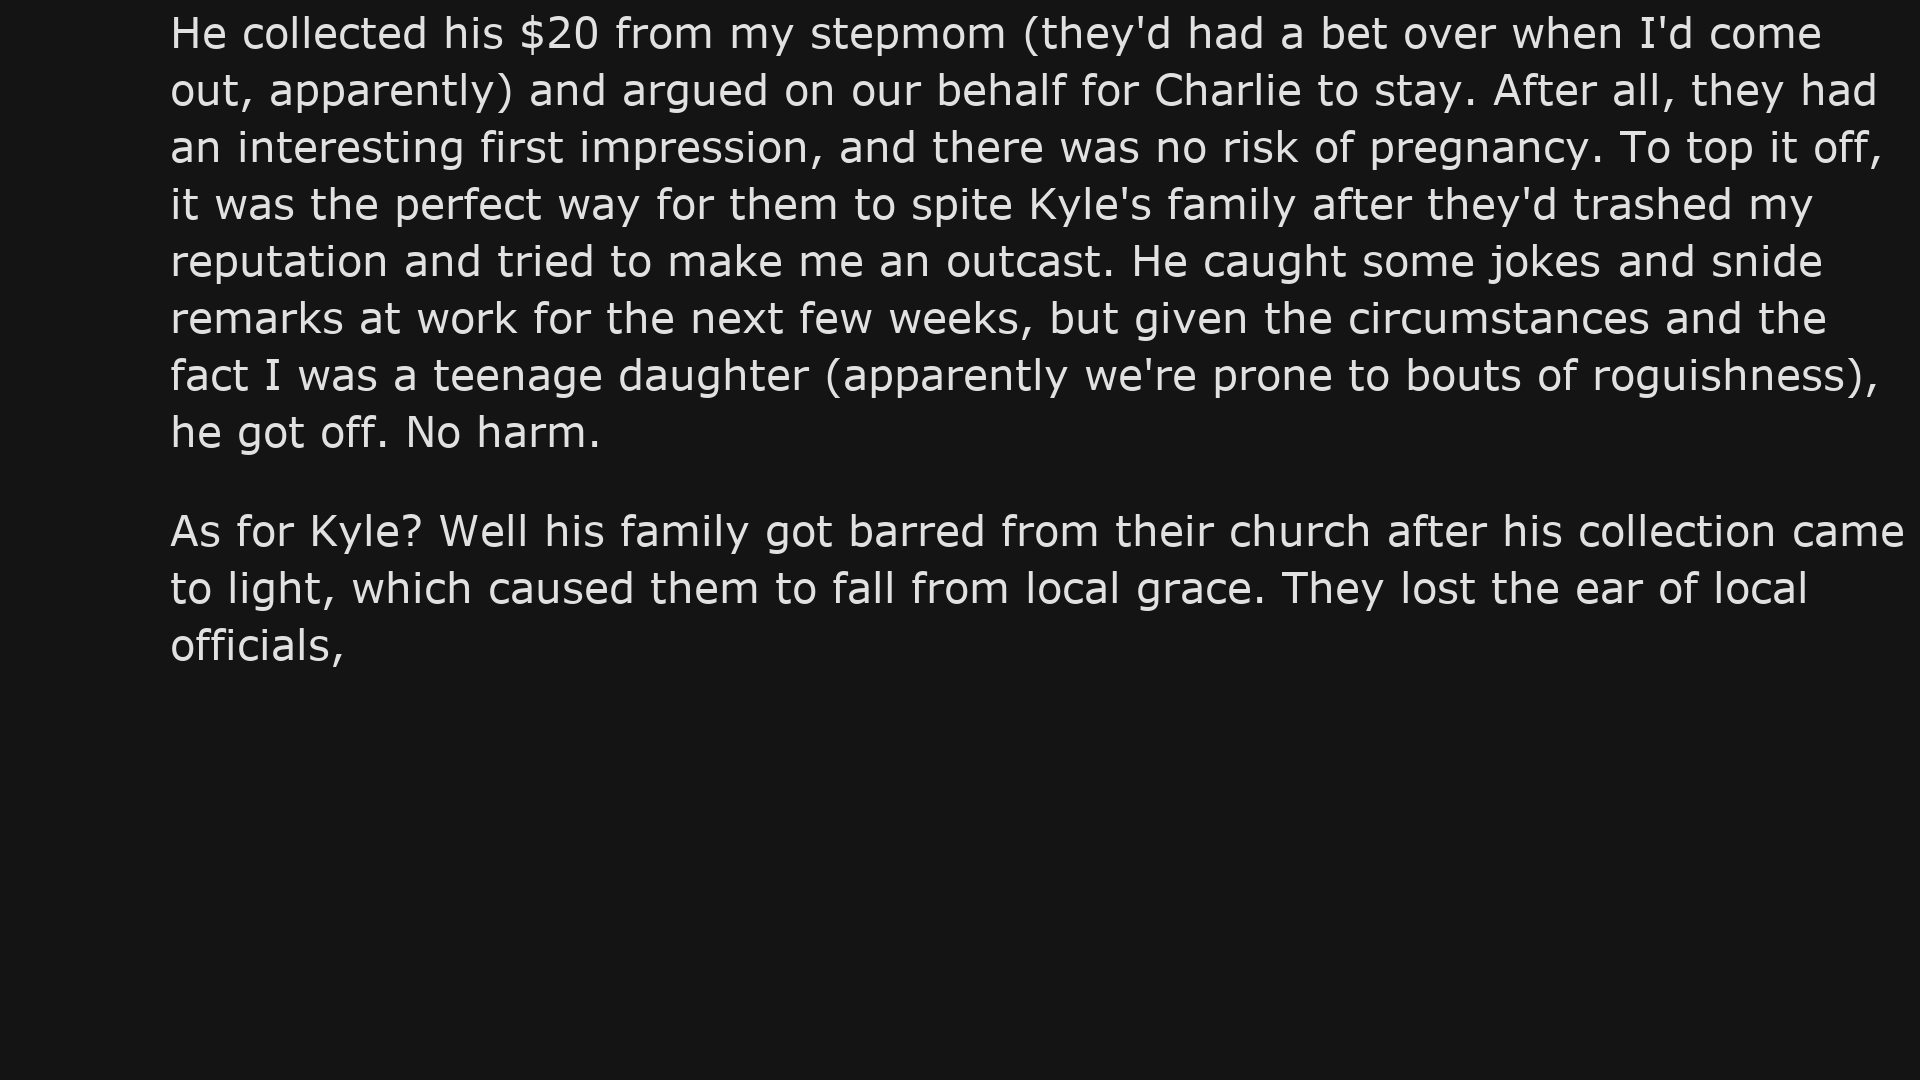 He collected his $20 from my stepmom (they'd had a bet over when I'd come
out, apparently) and argued on our behalf for Charlie to stay. After all, they had
an interesting first impression, and there was no risk of pregnancy. To top it off,
it was the perfect way for them to spite Kyle's family after they'd trashed my
reputation and tried to make me an outcast. He caught some jokes and snide
remarks at work for the next few weeks, but given the circumstances and the
fact I was a teenage daughter (apparently we're prone to bouts of roguishness),
he got off. No harm.
As for Kyle? Well his family got barred from their church after his collection came
to light, which caused them to fall from local grace. They lost the ear of local
officials,